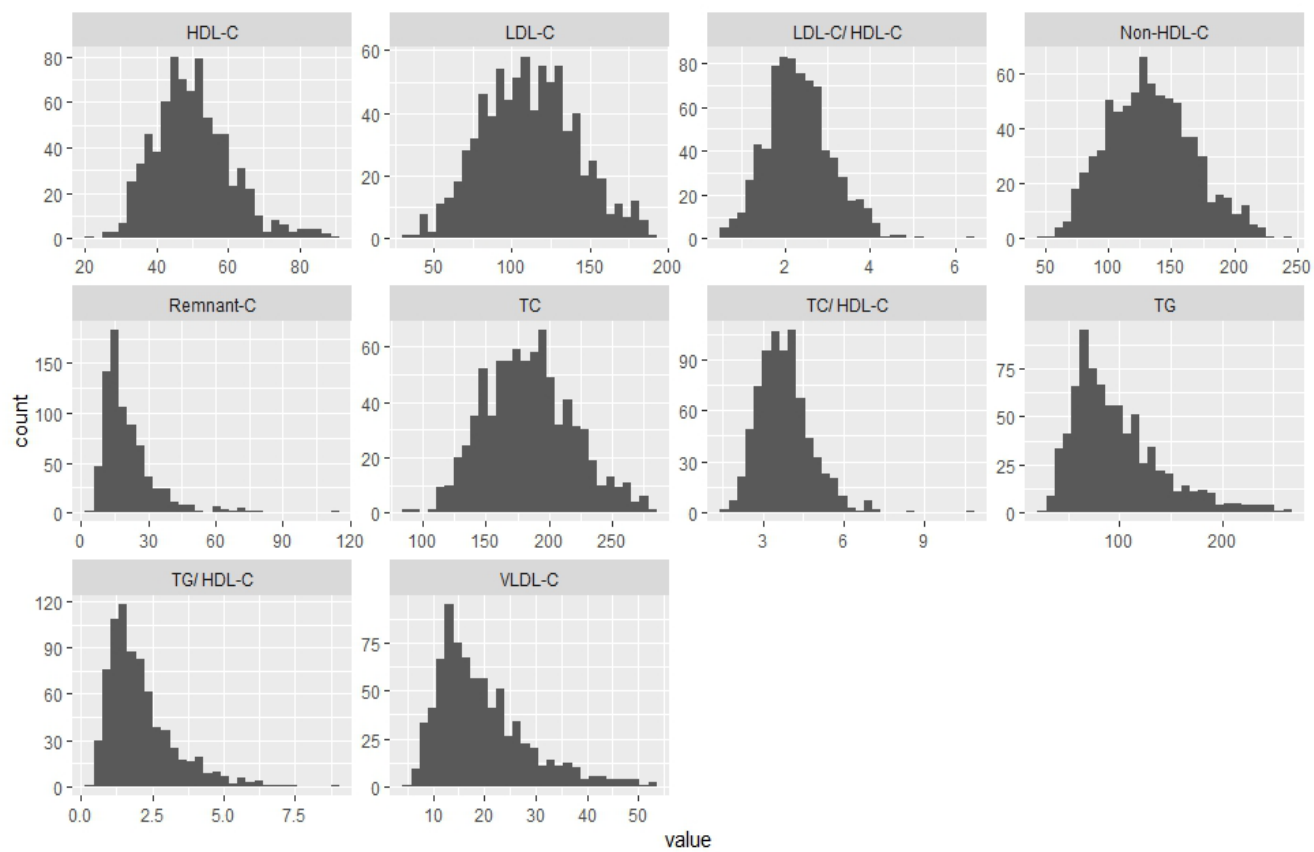 HDL-C
LDL-C
LDL-C/ HDL-C
Non-HDL-C
80
60
40
20
0
20 40 60 80
60
40
20
0
50 100 150 200
80
60
40
20
0
2 4 6
60
40
20
0
50 100 150 200 250
Remnant-C
TC
TC/ HDL-C
TG
count
150
100
50
0
0 30 60 90 120
60
40
20
0
100 150 200 250
90
60
30
0
3 6 9
75
50
25
0
100 200
TG/ HDL-C
VLDL-C
120
90
60
30
0
0.0 2.5 5.0 7.5
75
50
25
0
10 20 30 40 50
value